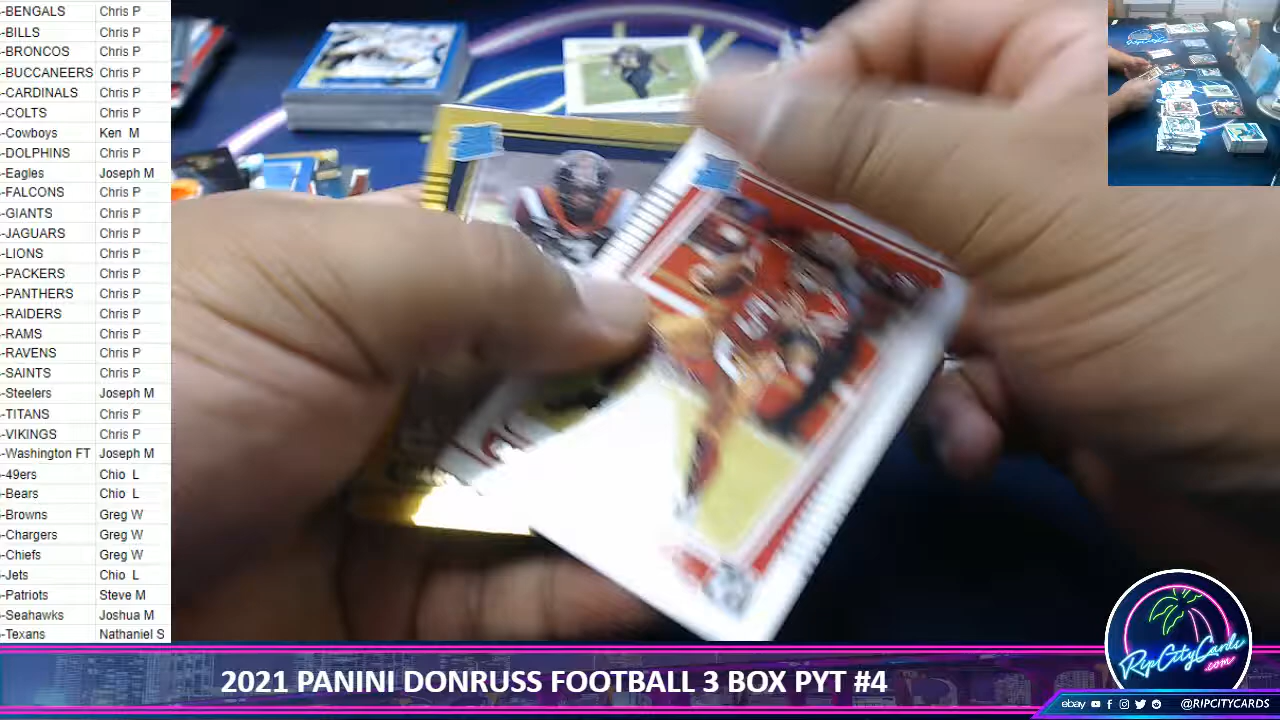 -BENGALS Chris P
-BILLS Chris P
-BRONCOS Chris P
-BUCCANEERS Chris P
-CARDINALS Chris P
-COLTS Chris P
-Cowboys Ken M
-DOLPHINS Chris P
-Eagles Joseph M
-FALCONS Chris P
-GIANTS Chris P
-JAGUARS Chris P
-LIONS Chris P
-PACKERS Chris P
-PANTHERS Chris P
-RAIDERS Chris P
-RAMS Chris P
-RAVENS Chris P
-SAINTS Chris P
-Steelers Joseph M
-TITANS Chris P
-VIKINGS Chris P
-Washington FT Joseph M
-49ers Chio L
-Bears Chio L
-Browns Greg W
-Chargers Greg W
-Chiefs Greg W
-Jets Chio L
-Patriots Steve M
-Seahawks Joshua M
-Texans Nathaniel S
RipCityCards
.com
2021 PANINI DONRUSS FOOTBALL 3 BOX PYT #4
ebay @RIPCITYCARDS